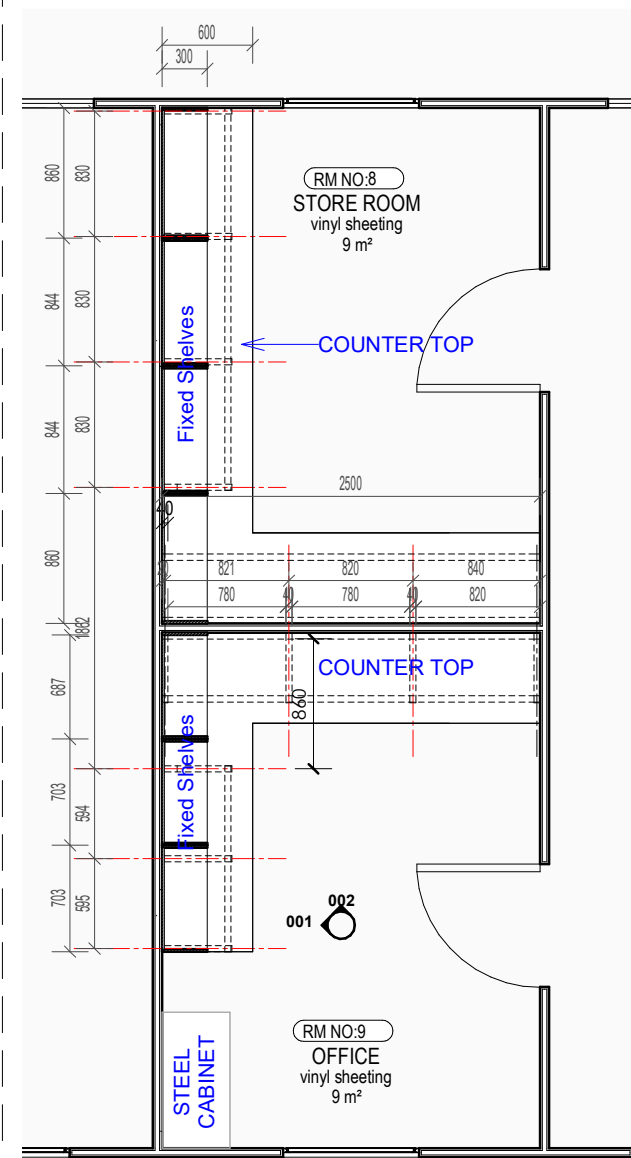 600
300
860
830
RM NO:8
STORE ROOM
vinyl sheeting
9 m²
844
830
Fixed Shelves
COUNTER TOP
844
830
2500
40
860
821
820
840
780
40
780
40
820
687
COUNTER TOP
860
Fixed Shelves
703
594
703
595
002
001
RM NO:9
OFFICE
vinyl sheeting
9 m²
STEEL
CABINET